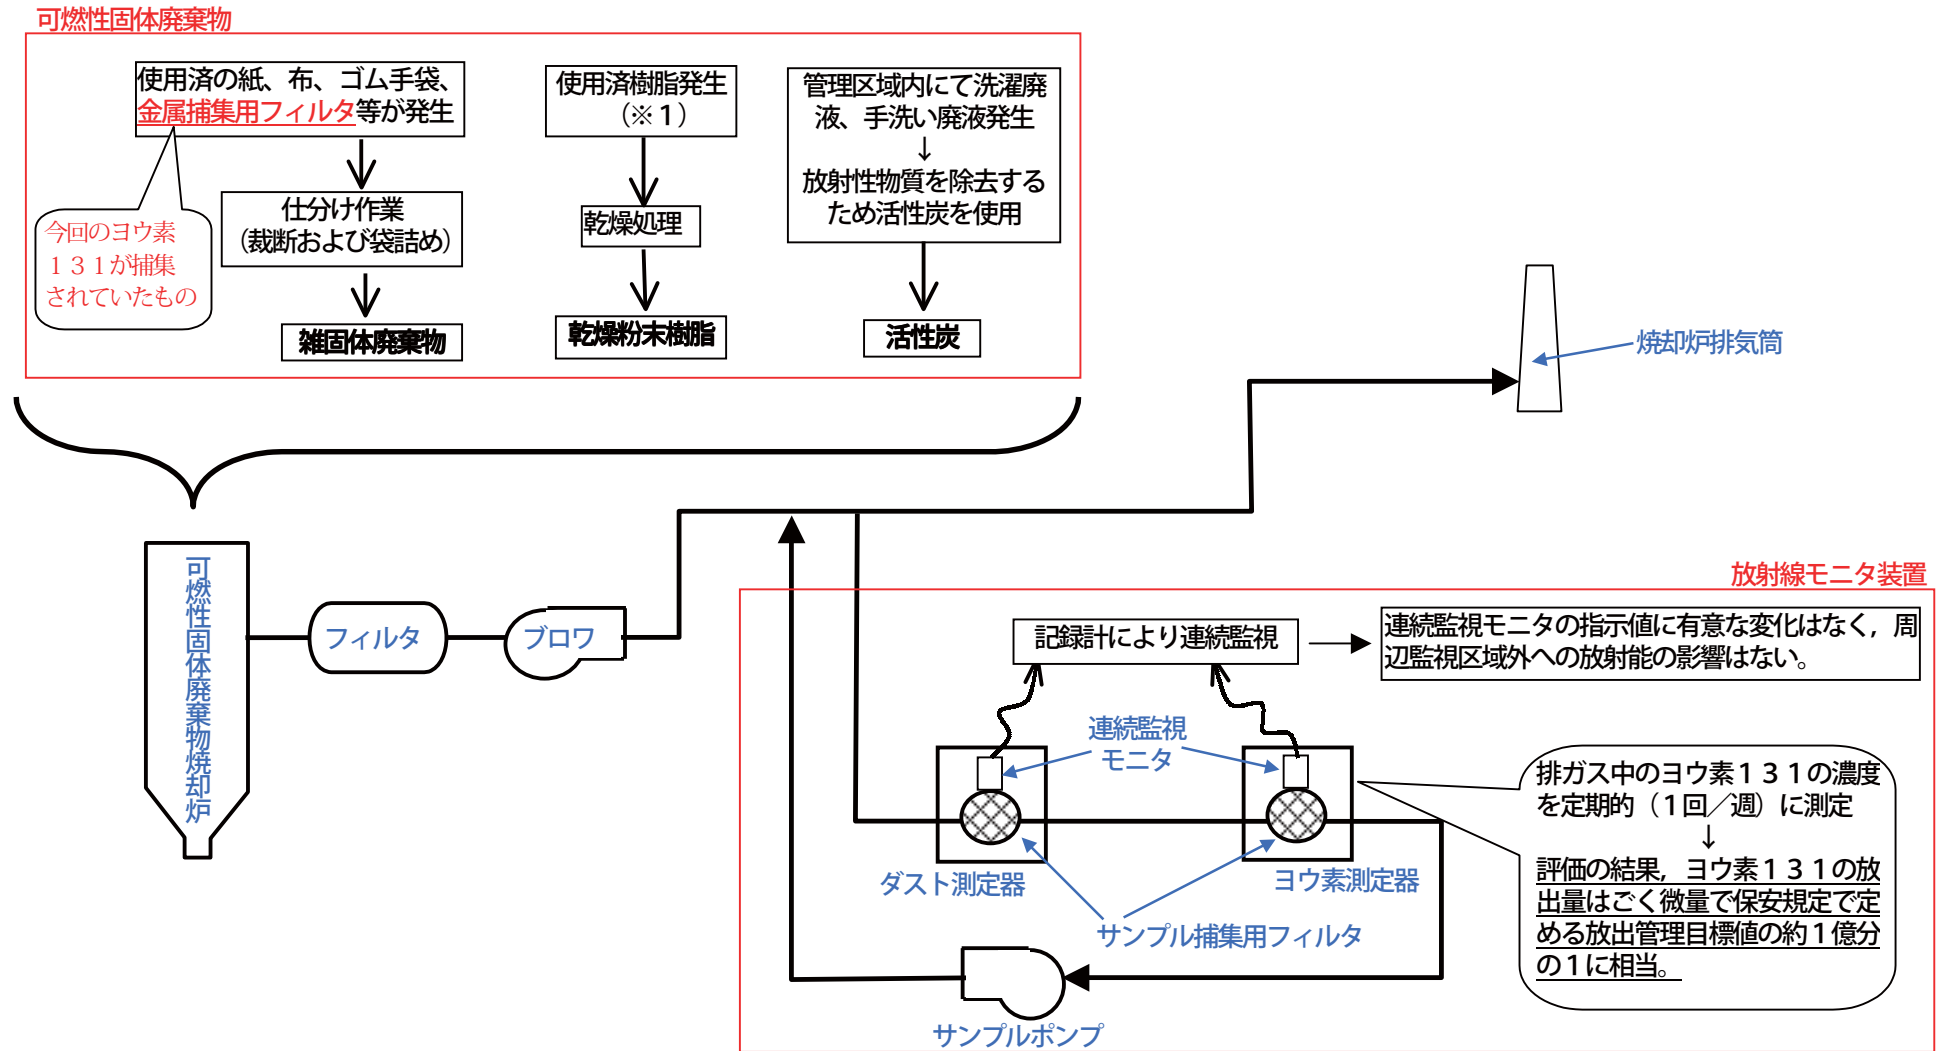 可燃性固体廃棄物
使用済の紙、布、ゴム手袋、
金属捕集用フィルタ等が発生
今回のヨウ素
１３１が捕集
されていたもの
仕分け作業
（裁断および袋詰め）
雑固体廃棄物
使用済樹脂発生
（※１）
乾燥処理
乾燥粉末樹脂
管理区域内にて洗濯廃
液、手洗い廃液発生
↓
放射性物質を除去する
ため活性炭を使用
活性炭
焼却炉排気筒
可燃性固体廃棄物焼却炉
フィルタ
ブロワ
放射線モニタ装置
記録計により連続監視
連続監視モニタの指示値に有意な変化はなく，周
辺監視区域外への放射能の影響はない。
連続監視
モニタ
ダスト測定器
ヨウ素測定器
サンプル捕集用フィルタ
サンプルポンプ
排ガス中のヨウ素１３１の濃度
を定期的（１回／週）に測定
↓
評価の結果，ヨウ素１３１の放
出量はごく微量で保安規定で定
める放出管理目標値の約１億分
の１に相当。